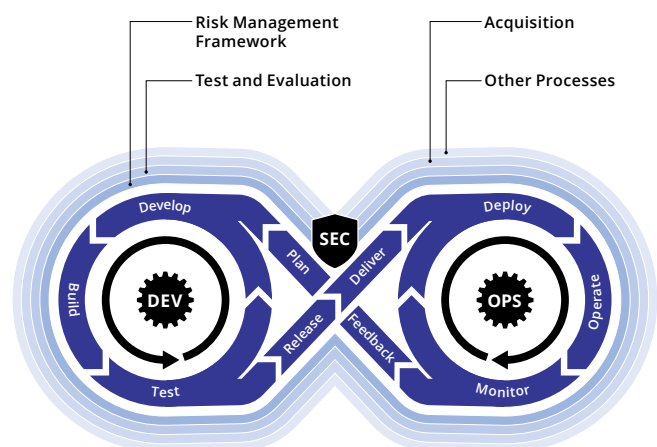 Risk Management
Framework
Acquisition
Test and Evaluation
Other Processes
SEC
Develop
Plan
Build
DEV
Test
Release
Deliver
Deploy
Operate
OPS
Feedback
Monitor